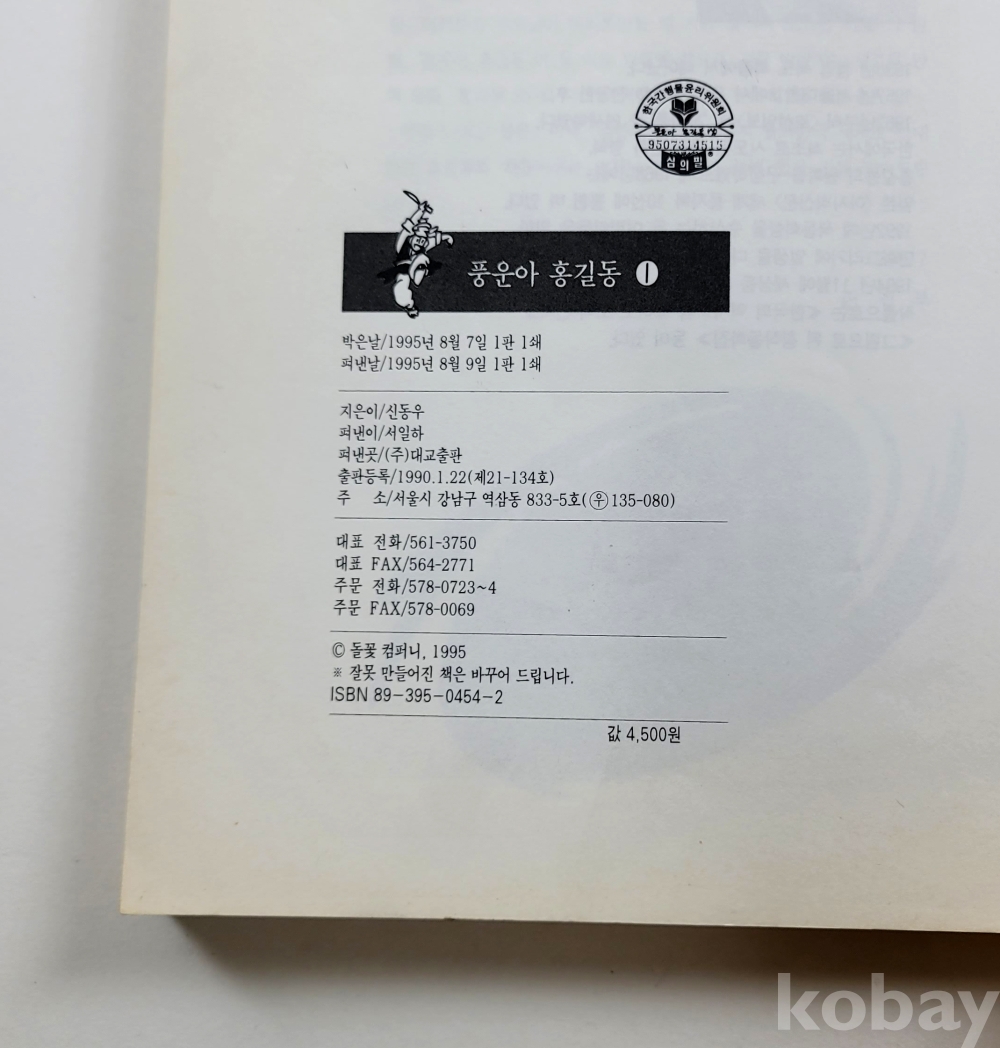 한국간행물윤리위원회
9507314515
심의필
풍운아 홍길동 1
박은날/1995년 8월 7일 1판 1쇄
펴낸날/1995년 8월 9일 1판 1쇄
지은이/신동우
펴낸이/서일하
펴낸곳/(주)대교출판
출판등록/1990.1.22(제21-134호)
주 소/서울시 강남구 역삼동 833-5호(우135-080)
대표 전화/561-3750
대표 FAX/564-2771
주문 전화/578-0723~4
주문 FAX/578-0069
© 돌꽃 컴퍼니, 1995
※ 잘못 만들어진 책은 바꾸어 드립니다.
ISBN 89-395-0454-2
값 4,500원
kobay